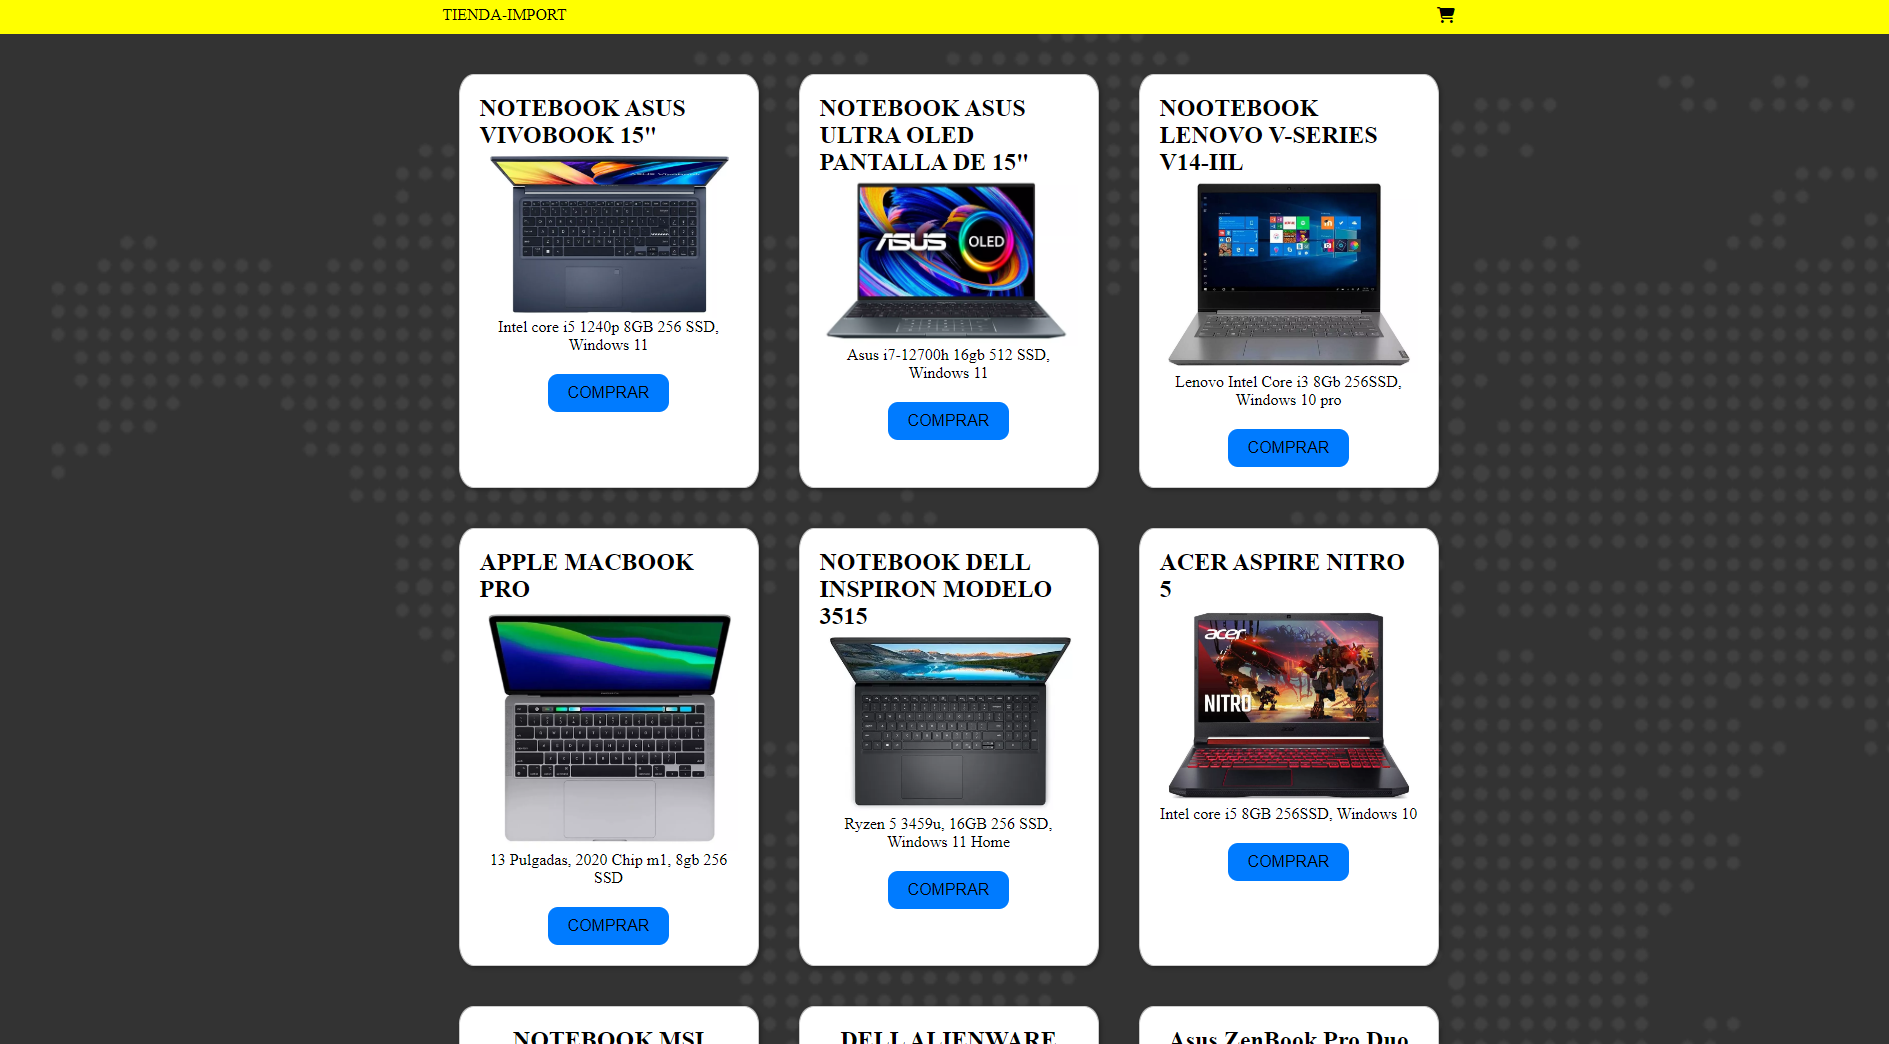 TIENDA-IMPORT
NOTEBOOK ASUS
VIVOBOOK 15"
Intel core i5 1240p 8GB 256 SSD,
Windows 11
COMPRAR
NOTEBOOK ASUS
ULTRA OLED
PANTALLA DE 15"
ASUS
OLED
Asus i7-12700h 16gb 512 SSD,
Windows 11
COMPRAR
NOOTEBOOK
LENOVO V-SERIES
V14-IIL
Lenovo Intel Core i3 8Gb 256SSD,
Windows 10 pro
COMPRAR
APPLE MACBOOK
PRO
13 Pulgadas, 2020 Chip m1, 8gb 256
SSD
COMPRAR
NOTEBOOK DELL
INSPIRON MODELO
3515
Ryzen 5 3459u, 16GB 256 SSD,
Windows 11 Home
COMPRAR
ACER ASPIRE NITRO
5
acer
NITRO
Intel core i5 8GB 256SSD, Windows 10
COMPRAR
NOTEBOOK MSI
DELL ALIENWARE
Asus ZenBook Pro Duo